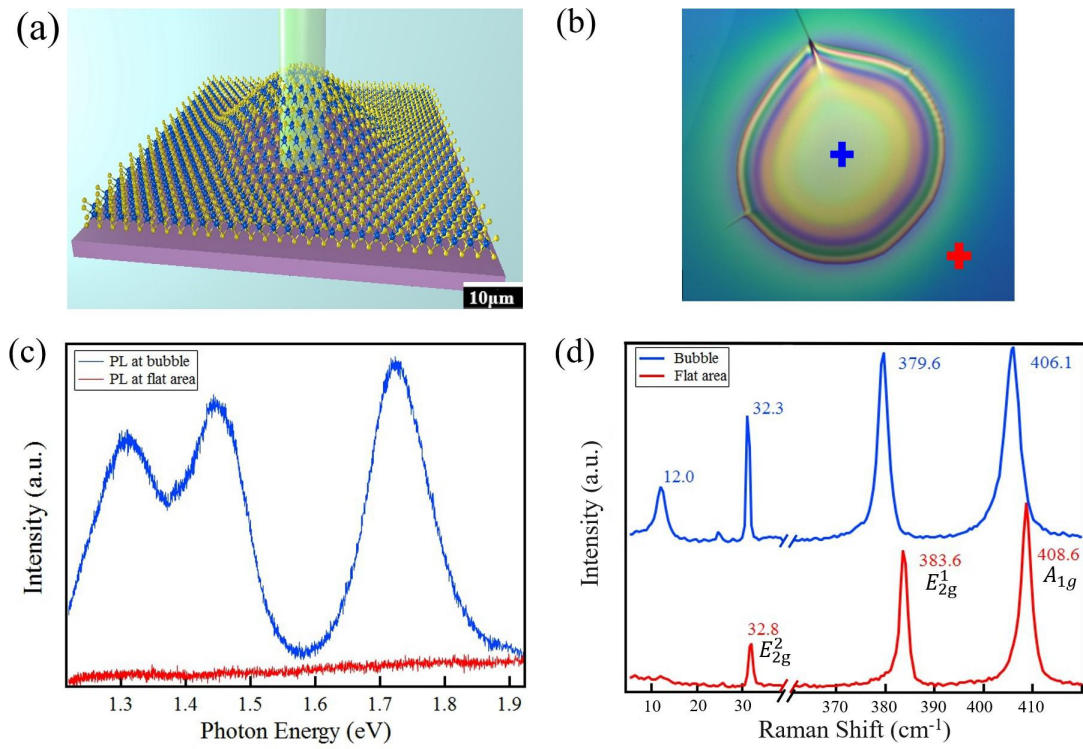 (a)
10μm
(b)
(c)
PL at bubble
PL at flat area
Intensity (a.u.)
1.3 1.4 1.5 1.6 1.7 1.8 1.9
Photon Energy (eV)
(d)
Bubble
Flat area
12.0
32.3
379.6
406.1
32.8
E²₂g
383.6
E¹₂g
408.6
A₁g
Intensity (a.u.)
10 20 30 370 380 390 400 410
Raman Shift (cm⁻¹)